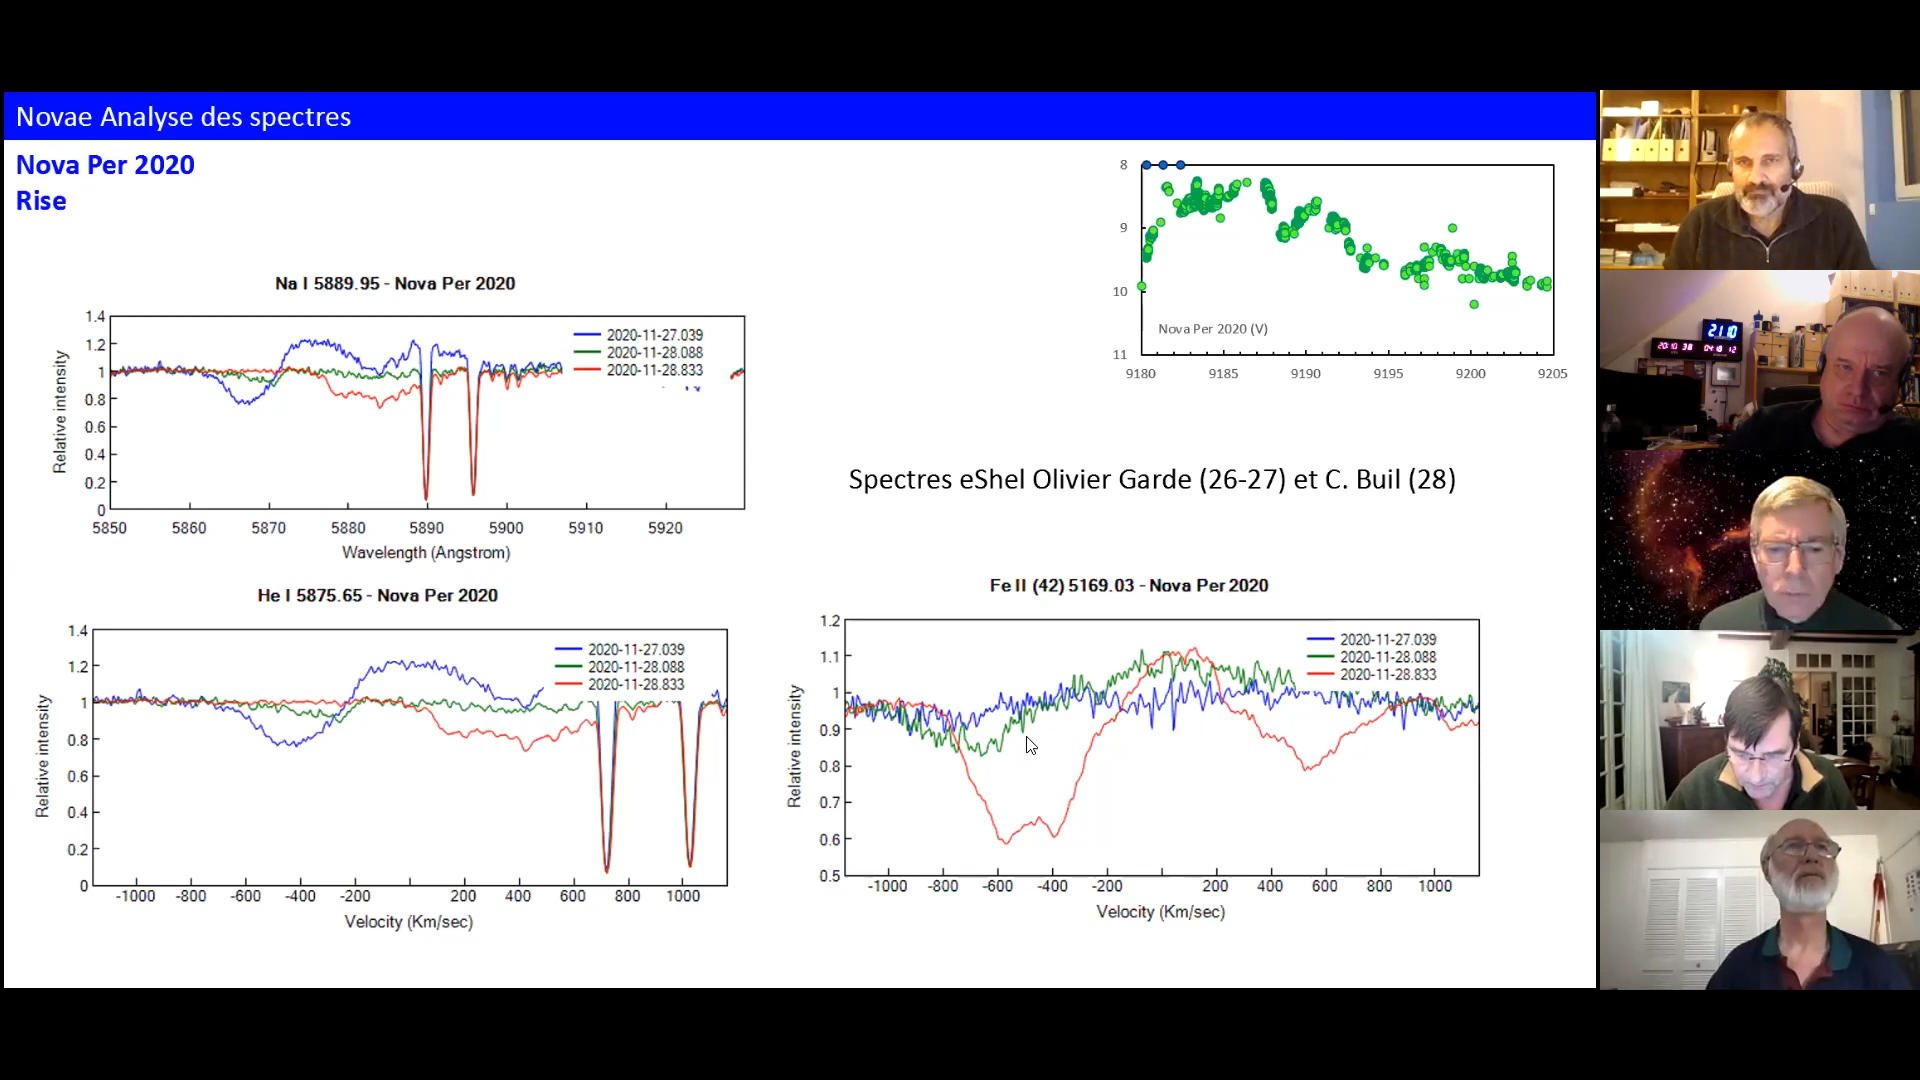 Novae Analyse des spectres
Nova Per 2020
Rise
8
9
10
11
Nova Per 2020 (V)
9180 9185 9190 9195 9200 9205
Na I 5889.95 - Nova Per 2020
1.4
1.2
1
0.8
0.6
0.4
0.2
0
Relative intensity
2020-11-27.039
2020-11-28.088
2020-11-28.833
5850 5860 5870 5880 5890 5900 5910 5920
Wavelength (Angstrom)
Spectres eShel Olivier Garde (26-27) et C. Buil (28)
He I 5875.65 - Nova Per 2020
1.4
1.2
1
0.8
0.6
0.4
0.2
0
Relative intensity
2020-11-27.039
2020-11-28.088
2020-11-28.833
-1000 -800 -600 -400 -200 200 400 600 800 1000
Velocity (Km/sec)
Fe II (42) 5169.03 - Nova Per 2020
1.2
1.1
1
0.9
0.8
0.7
0.6
0.5
Relative intensity
2020-11-27.039
2020-11-28.088
2020-11-28.833
-1000 -800 -600 -400 -200 200 400 600 800 1000
Velocity (Km/sec)
21:10